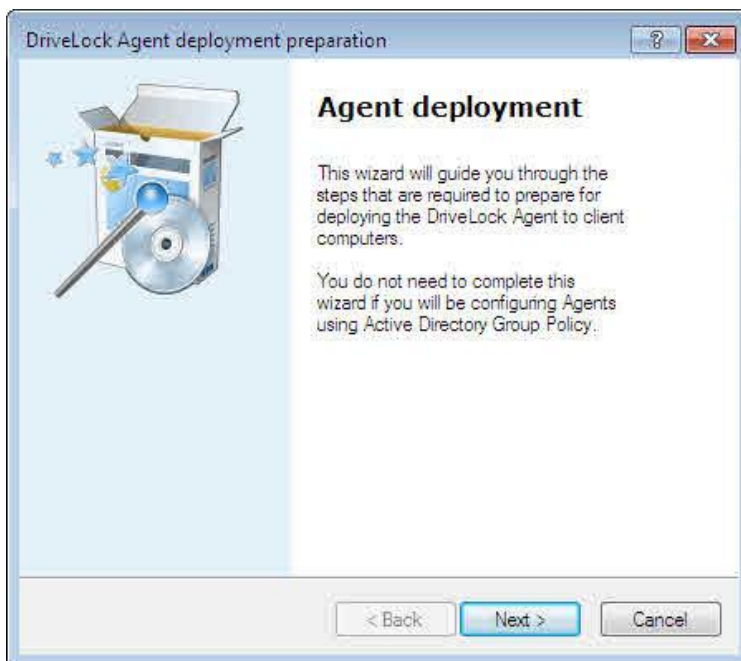 DriveLock Agent deployment preparation
?
Agent deployment
This wizard will guide you through the
steps that are required to prepare for
deploying the DriveLock Agent to client
computers.
You do not need to complete this
wizard if you will be configuring Agents
using Active Directory Group Policy.
< Back
Next >
Cancel